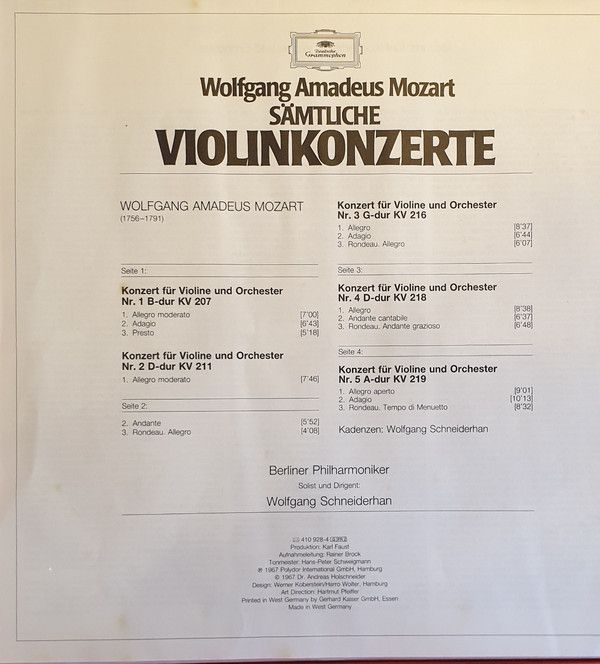 Deutsche
Grammophon
Wolfgang Amadeus Mozart
SÄMTLICHE
VIOLINKONZERTE
WOLFGANG AMADEUS MOZART
(1756–1791)
Seite 1:
Konzert für Violine und Orchester
Nr. 1 B-dur KV 207
1. Allegro moderato [7'00]
2. Adagio [6'43]
3. Presto [5'18]
Konzert für Violine und Orchester
Nr. 2 D-dur KV 211
1. Allegro moderato [7'46]
Seite 2:
2. Andante [5'52]
3. Rondeau. Allegro [4'08]
Konzert für Violine und Orchester
Nr. 3 G-dur KV 216
1. Allegro [8'37]
2. Adagio [6'44]
3. Rondeau. Allegro [6'07]
Seite 3:
Konzert für Violine und Orchester
Nr. 4 D-dur KV 218
1. Allegro [8'38]
2. Andante cantabile [6'37]
3. Rondeau. Andante grazioso [6'48]
Seite 4:
Konzert für Violine und Orchester
Nr. 5 A-dur KV 219
1. Allegro aperto [9'01]
2. Adagio [10'13]
3. Rondeau. Tempo di Menuetto [8'32]
Kadenzen: Wolfgang Schneiderhan
Berliner Philharmoniker
Solist und Dirigent:
Wolfgang Schneiderhan
410 928-4
Produktion: Karl Faust
Aufnahmeleitung: Rainer Brock
Tonmeister: Hans-Peter Schweigmann
℗ 1967 Polydor International GmbH, Hamburg
© 1967 Dr. Andreas Holschneider
Design: Werner Koberstein/Harro Wolter, Hamburg
Art Direction: Hartmut Pfeiffer
Printed in West Germany by Gerhard Kaiser GmbH, Essen
Made in West Germany